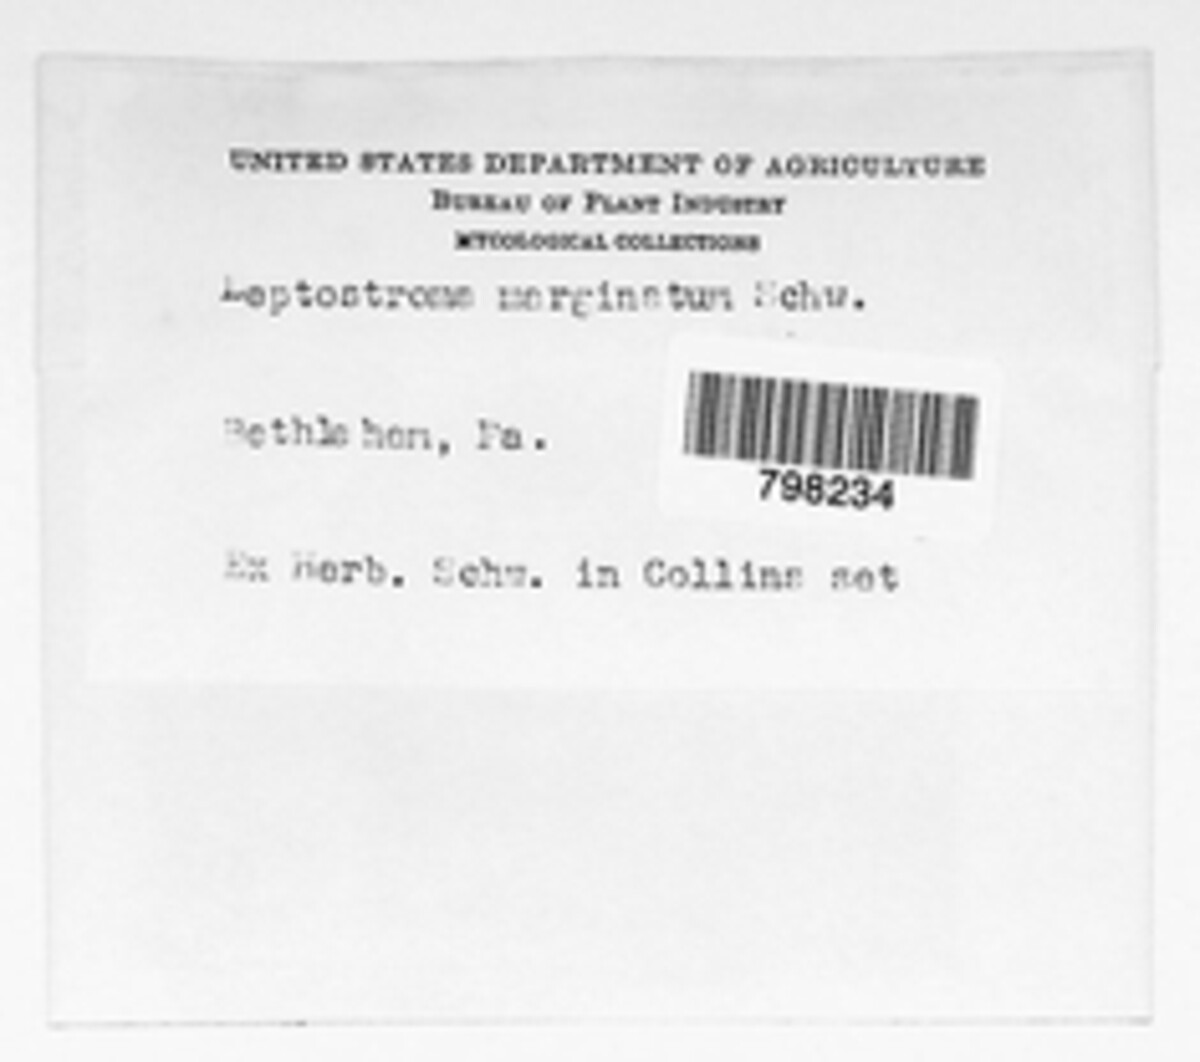 UNITED STATES DEPARTMENT OF AGRICULTURE
BUREAU OF PLANT INDUSTRY
MYCOLOGICAL COLLECTIONS
Leptostroma marginatum Schw.
Bethlehem, Pa.
798234
Ex Herb. Schw. in Collins set